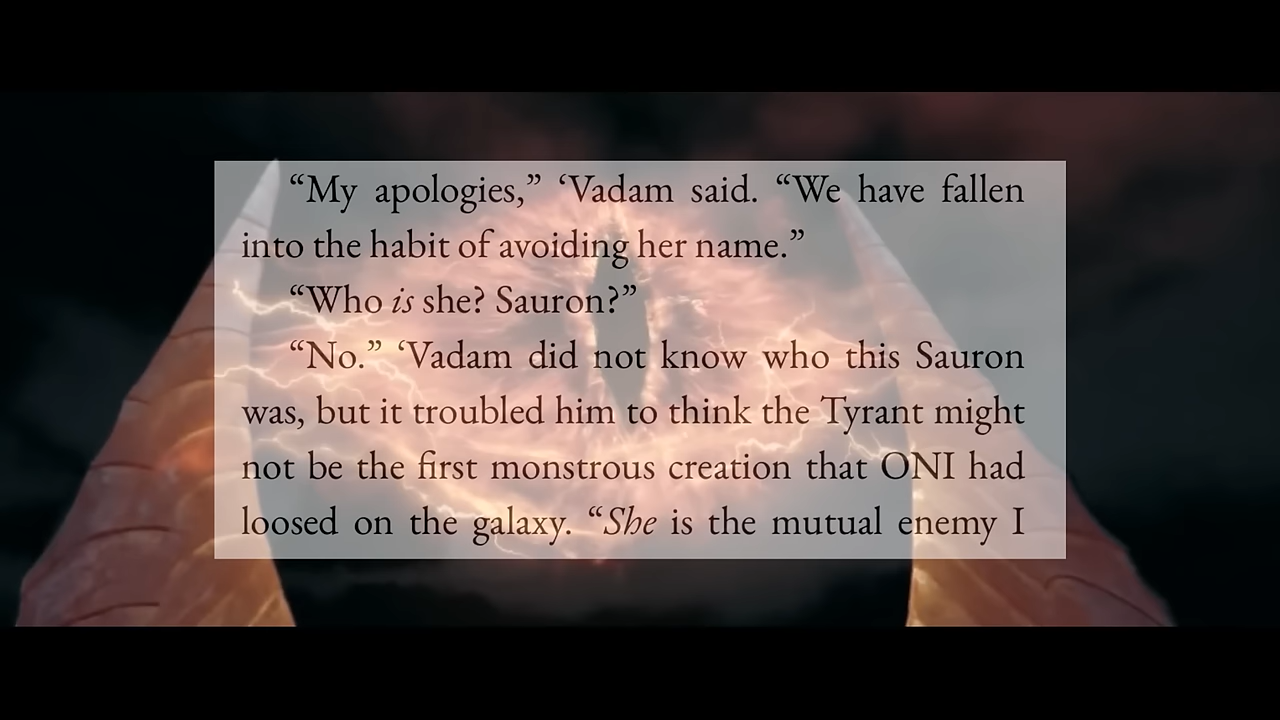 “My apologies,” ‘Vadam said. “We have fallen
into the habit of avoiding her name.”
“Who is she? Sauron?”
“No.” ‘Vadam did not know who this Sauron
was, but it troubled him to think the Tyrant might
not be the first monstrous creation that ONI had
loosed on the galaxy. “She is the mutual enemy I